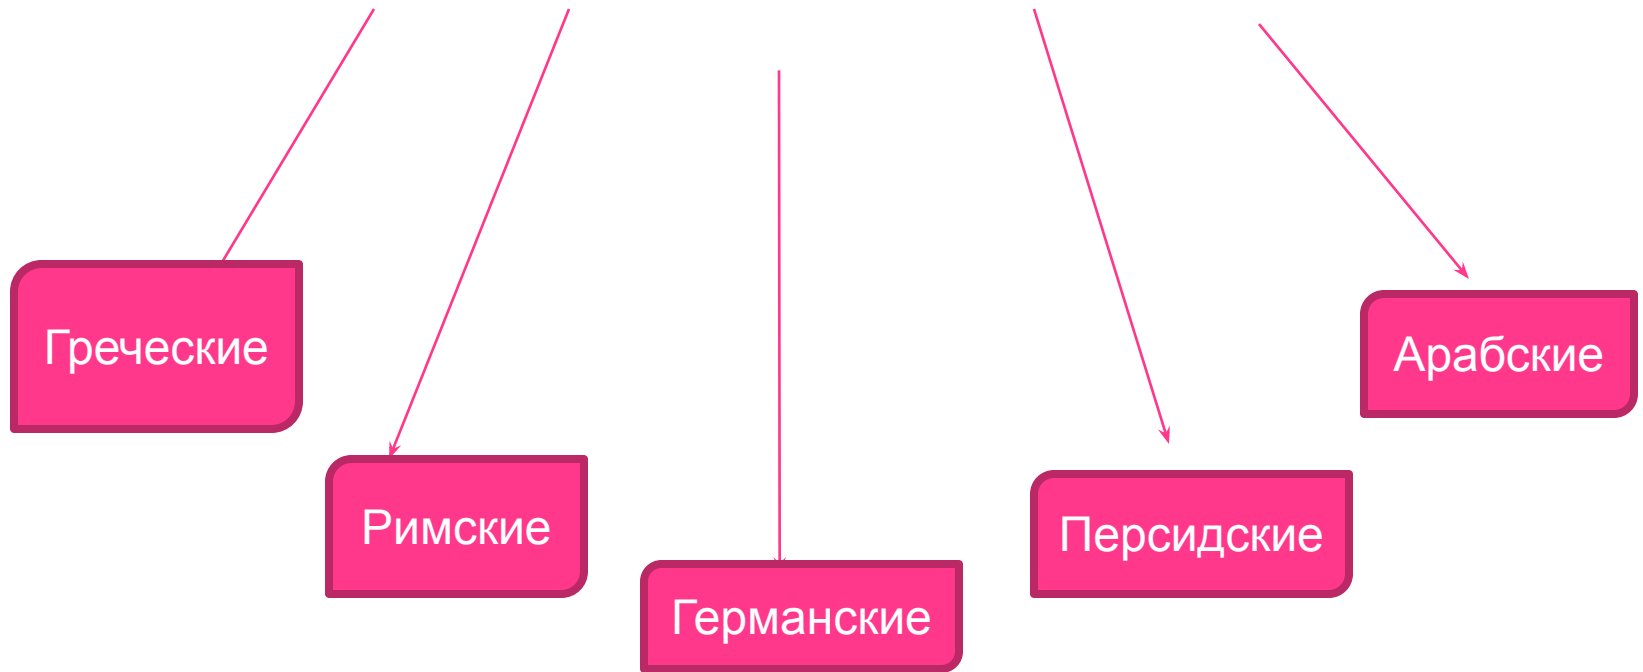 Греческие
Римские
Германские
Персидские
Арабские